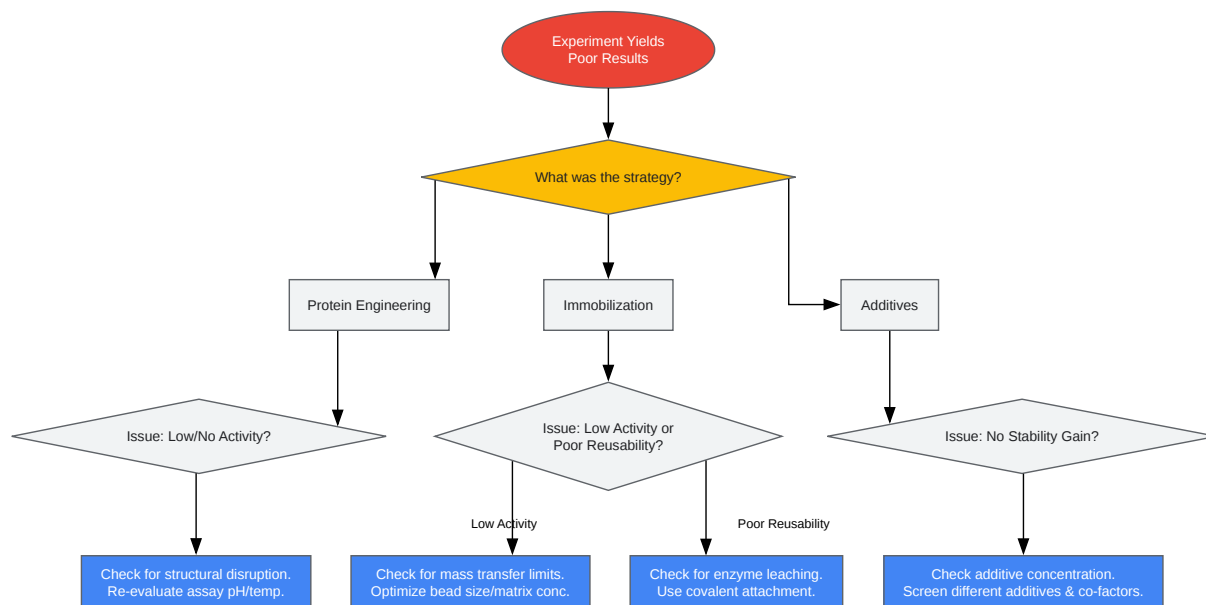 Experiment Yields
Poor Results
What was the strategy?
Protein Engineering
Immobilization
Additives
Issue: Low/No Activity?
Issue: Low Activity or
Poor Reusability?
Issue: No Stability Gain?
Low Activity
Poor Reusability
Check for structural disruption.
Re-evaluate assay pH/temp.
Check for mass transfer limits.
Optimize bead size/matrix conc.
Check for enzyme leaching.
Use covalent attachment.
Check additive concentration.
Screen different additives & co-factors.